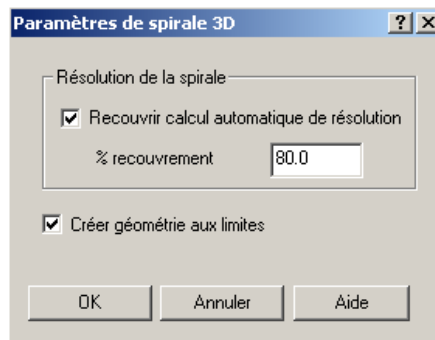 Paramètres de spirale 3D
Résolution de la spirale
Recouvrir calcul automatique de résolution
% recouvrement 80.0
Créer géométrie aux limites
OK Annuler Aide